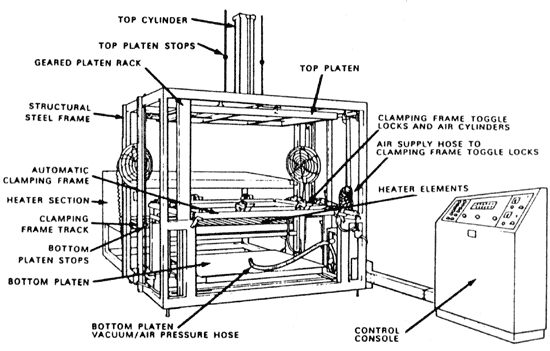 TOP CYLINDER
TOP PLATEN STOPS
GEARED PLATEN RACK
TOP PLATEN
STRUCTURAL
STEEL FRAME
CLAMPING FRAME TOGGLE
LOCKS AND AIR CYLINDERS
AIR SUPPLY HOSE TO
CLAMPING FRAME TOGGLE LOCKS
AUTOMATIC
CLAMPING FRAME
HEATER SECTION
HEATER ELEMENTS
CLAMPING
FRAME TRACK
BOTTOM
PLATEN STOPS
BOTTOM PLATEN
BOTTOM PLATEN
VACUUM/AIR PRESSURE HOSE
CONTROL
CONSOLE